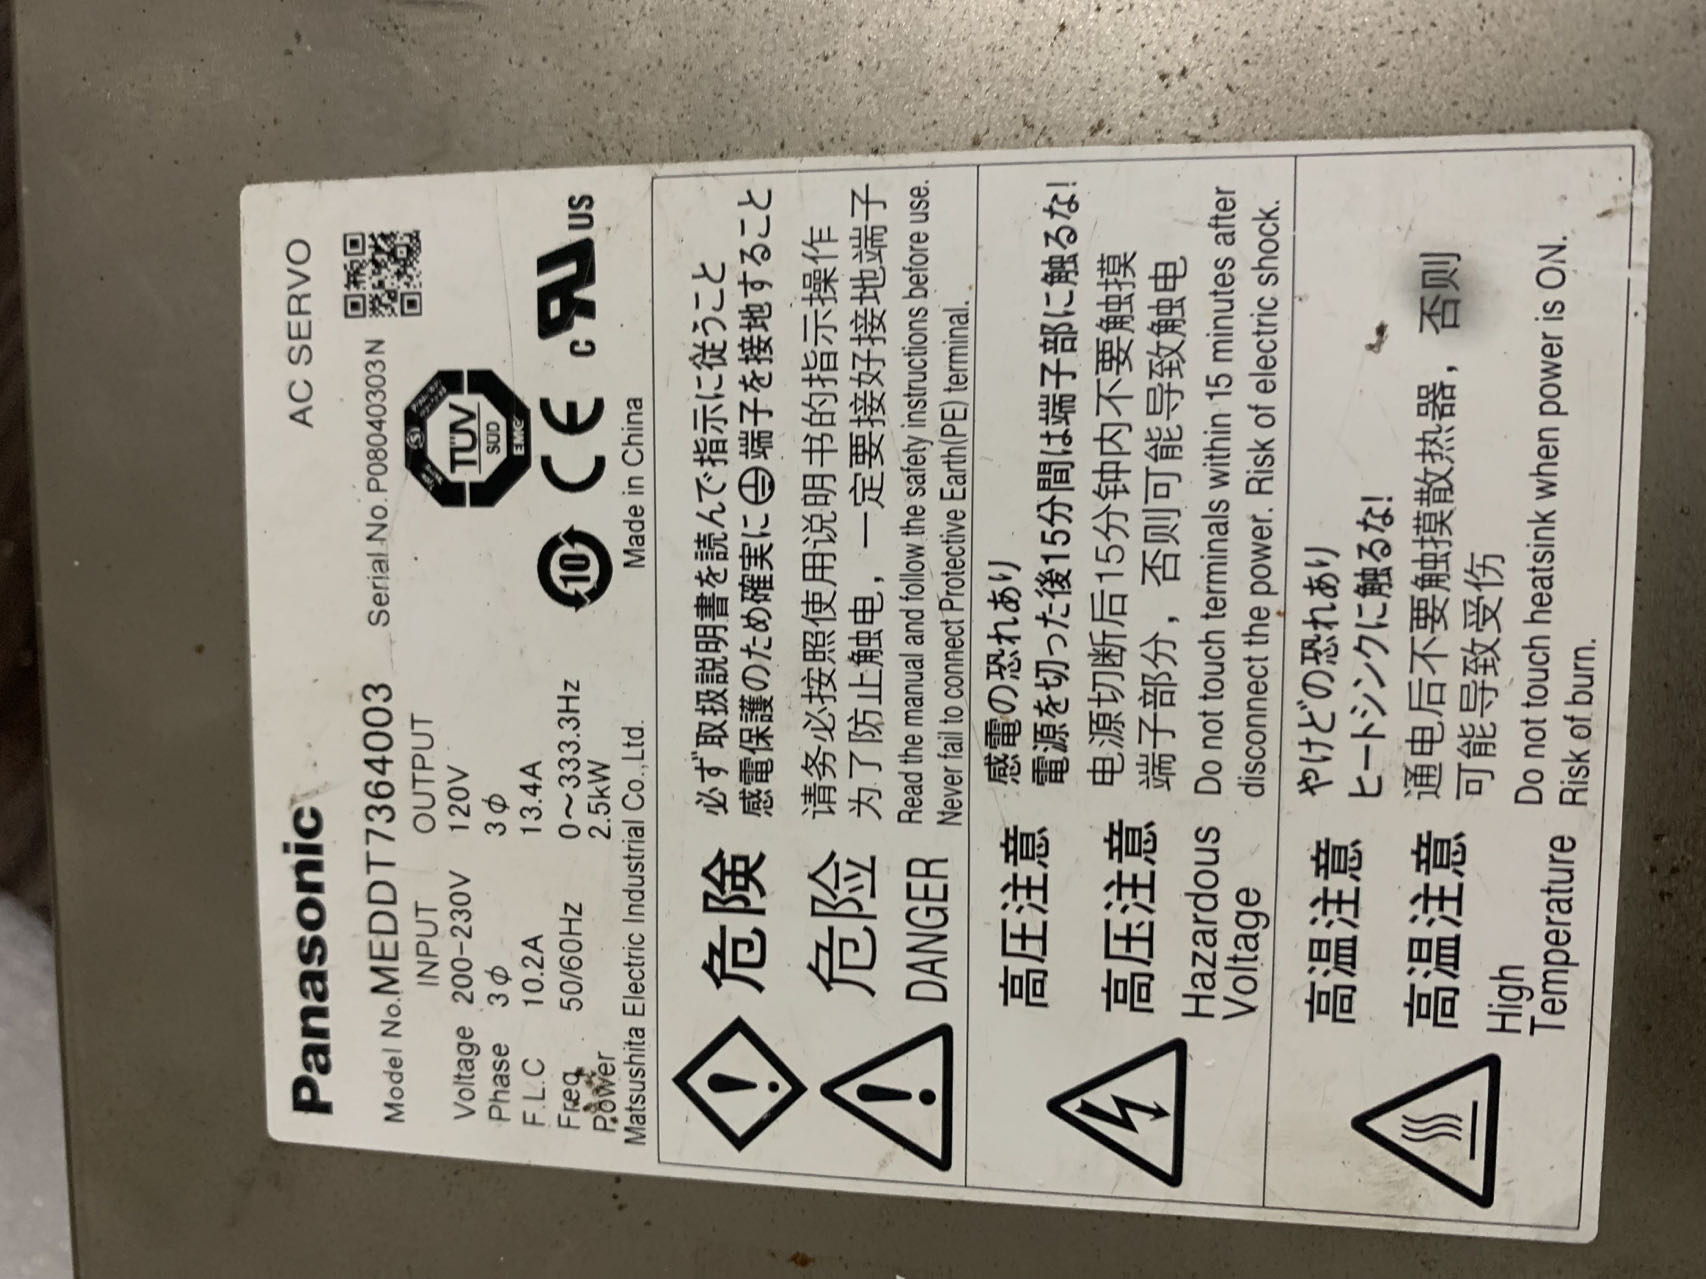 Panasonic AC SERVO
Model No.MEDDT7364003 Serial No.P08040303N
INPUT OUTPUT
Voltage 200-230V 120V
Phase 3ϕ 3ϕ
F.L.C 10.2A 13.4A
Freq. 50/60Hz 0~333.3Hz
Power 2.5kW
Matsushita Electric Industrial Co.,Ltd. Made in China
TÜV
SÜD
EMC
10
CE
c RU US
危険
必ず取扱説明書を読んで指示に従うこと
感電保護のため確実に⏚端子を接地すること
危险
请务必按照使用说明书的指示操作
为了防止触电，一定要接好接地端子
DANGER
Read the manual and follow the safety instructions before use.
Never fail to connect Protective Earth(PE) terminal.
高圧注意
感電の恐れあり
電源を切った後15分間は端子部に触るな!
高压注意
电源切断后15分钟内不要触摸
端子部分，否则可能导致触电
Hazardous
Voltage
Do not touch terminals within 15 minutes after
disconnect the power. Risk of electric shock.
高温注意
やけどの恐れあり
ヒートシンクに触るな!
高温注意
通电后不要触摸散热器，否则
可能导致受伤
High
Temperature
Do not touch heatsink when power is ON.
Risk of burn.